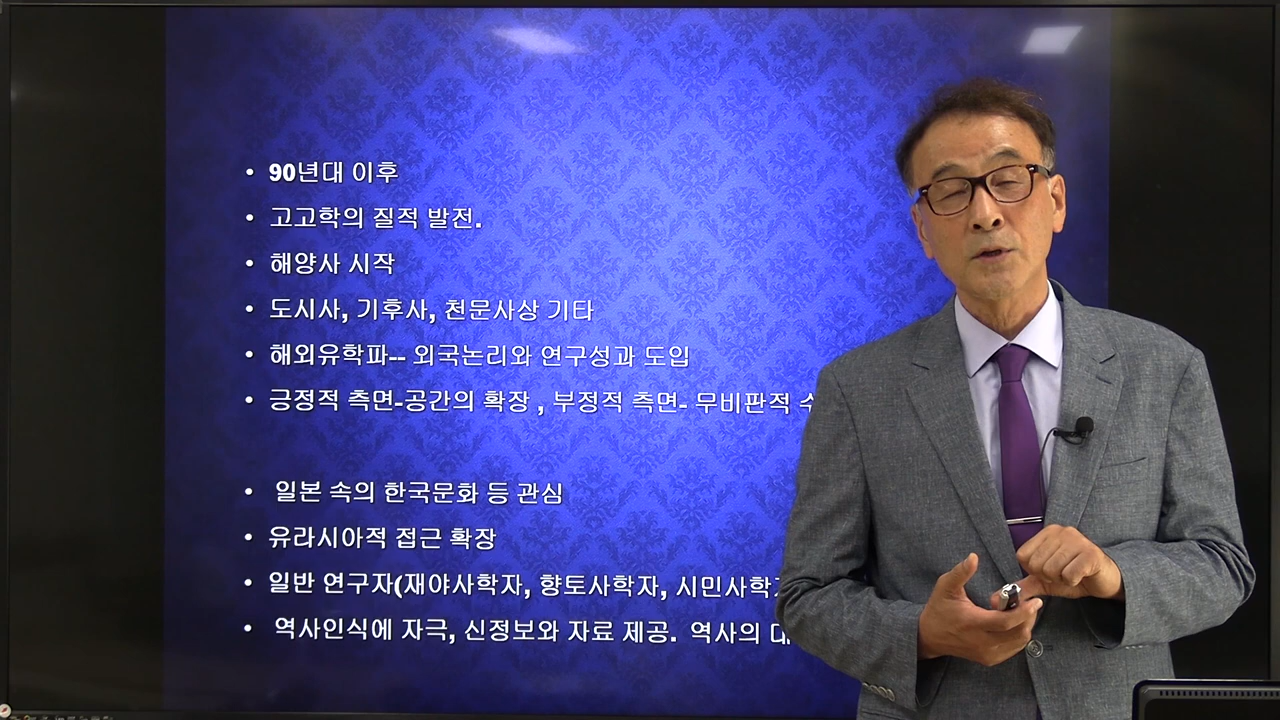 • 90년대 이후
• 고고학의 질적 발전.
• 해양사 시작
• 도시사, 기후사, 천문사상 기타
• 해외유학파-- 외국논리와 연구성과 도입
• 긍정적 측면-공간의 확장 , 부정적 측면- 무비판적
• 일본 속의 한국문화 등 관심
• 유라시아적 접근 확장
• 일반 연구자(재야사학자, 향토사학자,
• 역사인식에 자극, 신정보와 자료 제공. 역사의